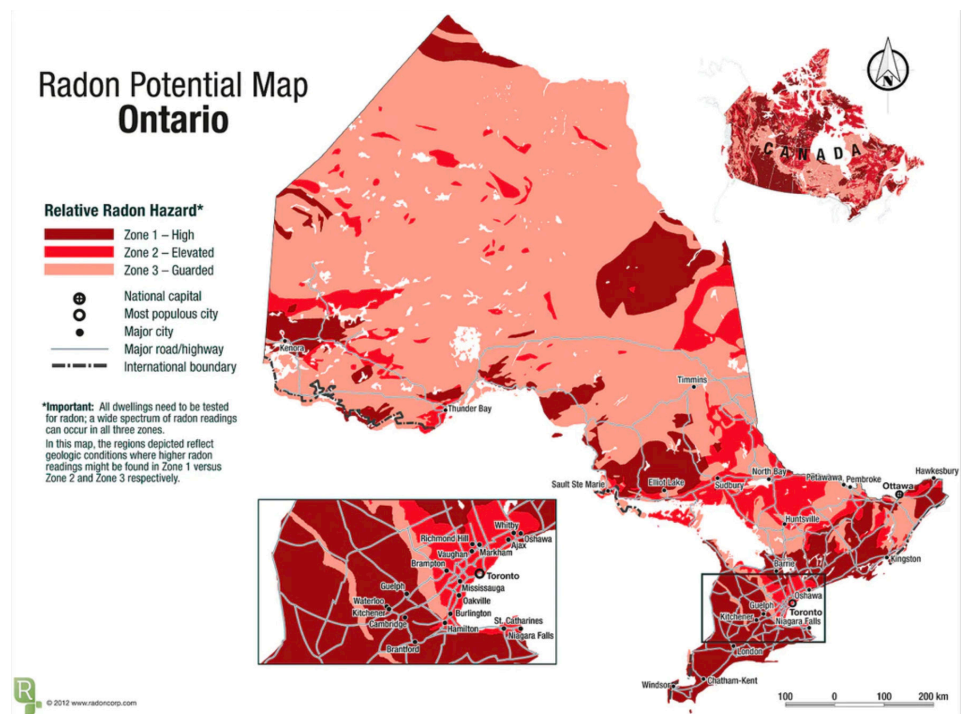 Radon Potential Map
Ontario
CANADA
N
Relative Radon Hazard*
Zone 1 – High
Zone 2 – Elevated
Zone 3 – Guarded
National capital
Most populous city
Major city
Major road/highway
International boundary
*Important: All dwellings need to be tested
for radon; a wide spectrum of radon readings
can occur in all three zones.
In this map, the regions depicted reflect
geologic conditions where higher radon
readings might be found in Zone 1 versus
Zone 2 and Zone 3 respectively.
Kenora
Thunder Bay
Timmins
Sault Ste Marie
Elliot Lake
Sudbury
North Bay
Petawawa
Pembroke
Ottawa
Hawkesbury
Huntsville
Kingston
Barrie
Oshawa
Guelph
Toronto
Kitchener
Niagara Falls
London
Chatham-Kent
Windsor
Whitby
Oshawa
Richmond Hill
Ajax
Vaughan
Markham
Brampton
Toronto
Mississauga
Guelph
Oakville
Waterloo
Kitchener
Burlington
Cambridge
Hamilton
St. Catharines
Niagara Falls
Brantford
R
© 2012 www.radoncorp.com
100 0 100 200 km